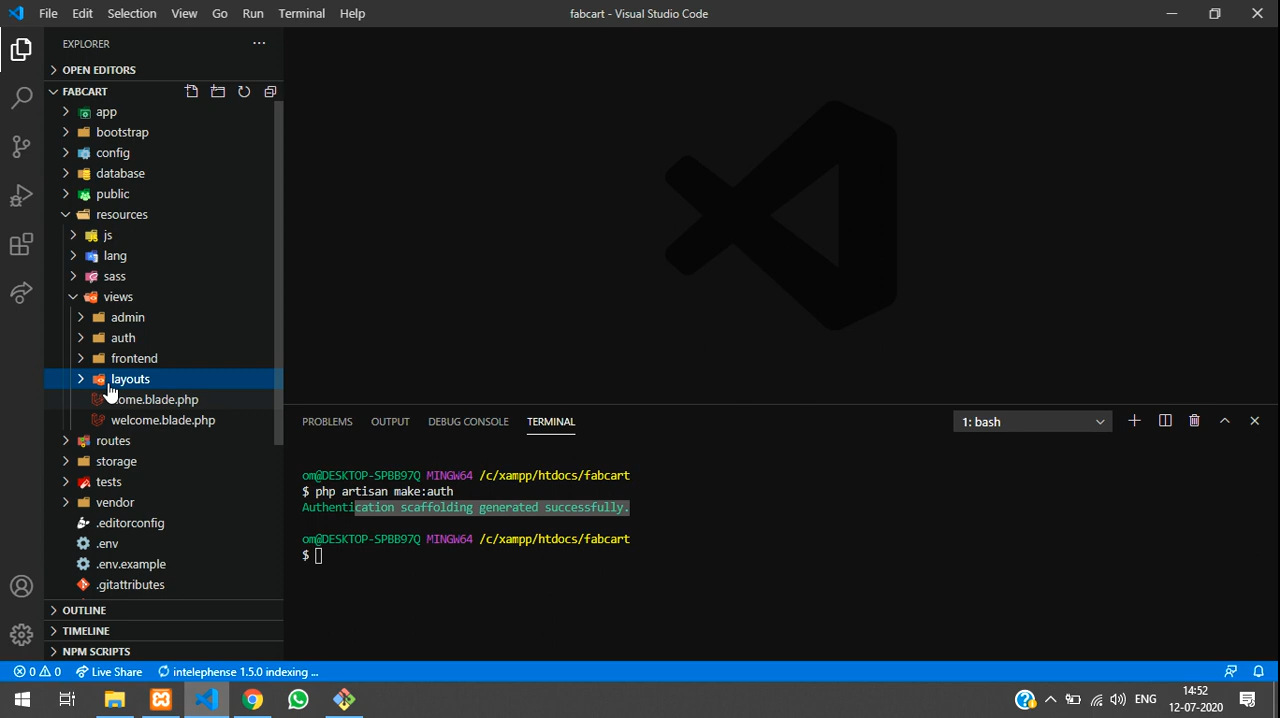 File Edit Selection View Go Run Terminal Help
fabcart - Visual Studio Code
EXPLORER
OPEN EDITORS
FABCART
app
bootstrap
config
database
public
resources
js
lang
sass
views
admin
auth
frontend
layouts
ome.blade.php
welcome.blade.php
routes
storage
tests
vendor
.editorconfig
.env
.env.example
.gitattributes
OUTLINE
TIMELINE
NPM SCRIPTS
PROBLEMS OUTPUT DEBUG CONSOLE TERMINAL
1: bash
om@DESKTOP-SPBB97Q MINGW64 /c/xampp/htdocs/fabcart
$ php artisan make:auth
Authentication scaffolding generated successfully.
om@DESKTOP-SPBB97Q MINGW64 /c/xampp/htdocs/fabcart
$
0 0 Live Share intelephense 1.5.0 indexing ...
ENG
14:52
12-07-2020